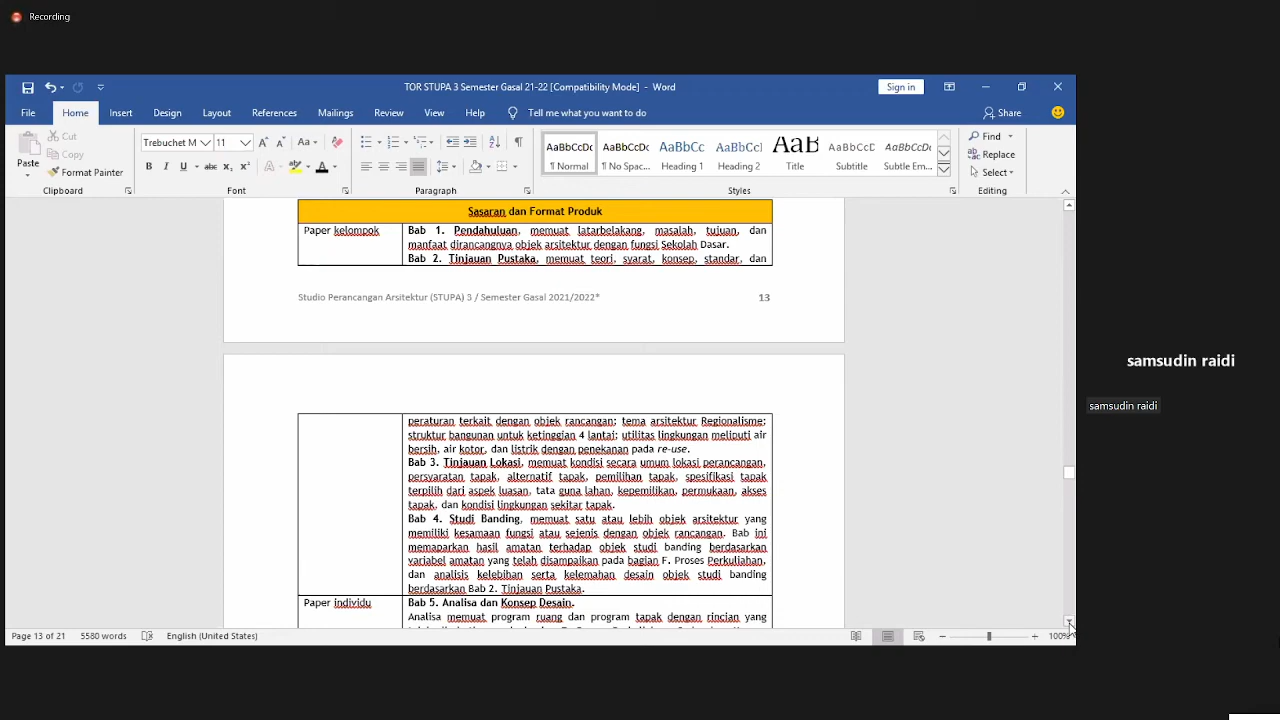 Recording
TOR STUPA 3 Semester Gasal 21-22 [Compatibility Mode] - Word
Sign in
File Home Insert Design Layout References Mailings Review View Help Tell me what you want to do Share
Paste
Cut
Copy
Format Painter
Clipboard
Trebuchet M 11
Font
Paragraph
AaBbCcDc AaBbCcDc AaBbCc AaBbCcl AaB AaBbCcD AaBbCcDc
¶ Normal ¶ No Spac... Heading 1 Heading 2 Title Subtitle Subtle Em...
Styles
Find
Replace
Select
Editing
Sasaran dan Format Produk
Paper kelompok
Bab 1. Pendahuluan, memuat latarbelakang, masalah, tujuan, dan
manfaat dirancangnya objek arsitektur dengan fungsi Sekolah Dasar.
Bab 2. Tinjauan Pustaka, memuat teori, syarat, konsep, standar, dan
Studio Perancangan Arsitektur (STUPA) 3 / Semester Gasal 2021/2022* 13
peraturan terkait dengan objek rancangan; tema arsitektur Regionalisme;
struktur bangunan untuk ketinggian 4 lantai; utilitas lingkungan meliputi air
bersih, air kotor, dan listrik dengan penekanan pada re-use.
Bab 3. Tinjauan Lokasi, memuat kondisi secara umum lokasi perancangan,
persyaratan tapak, alternatif tapak, pemilihan tapak, spesifikasi tapak
terpilih dari aspek luasan, tata guna lahan, kepemilikan, permukaan, akses
tapak, dan kondisi lingkungan sekitar tapak.
Bab 4. Studi Banding, memuat satu atau lebih objek arsitektur yang
memiliki kesamaan fungsi atau sejenis dengan objek rancangan. Bab ini
memaparkan hasil amatan terhadap objek studi banding berdasarkan
variabel amatan yang telah disampaikan pada bagian F. Proses Perkuliahan,
dan analisis kelebihan serta kelemahan desain objek studi banding
berdasarkan Bab 2. Tinjauan Pustaka.
Paper individu
Bab 5. Analisa dan Konsep Desain.
Analisa memuat program ruang dan program tapak dengan rincian yang
Page 13 of 21 5580 words English (United States) 100%
samsudin raidi
samsudin raidi